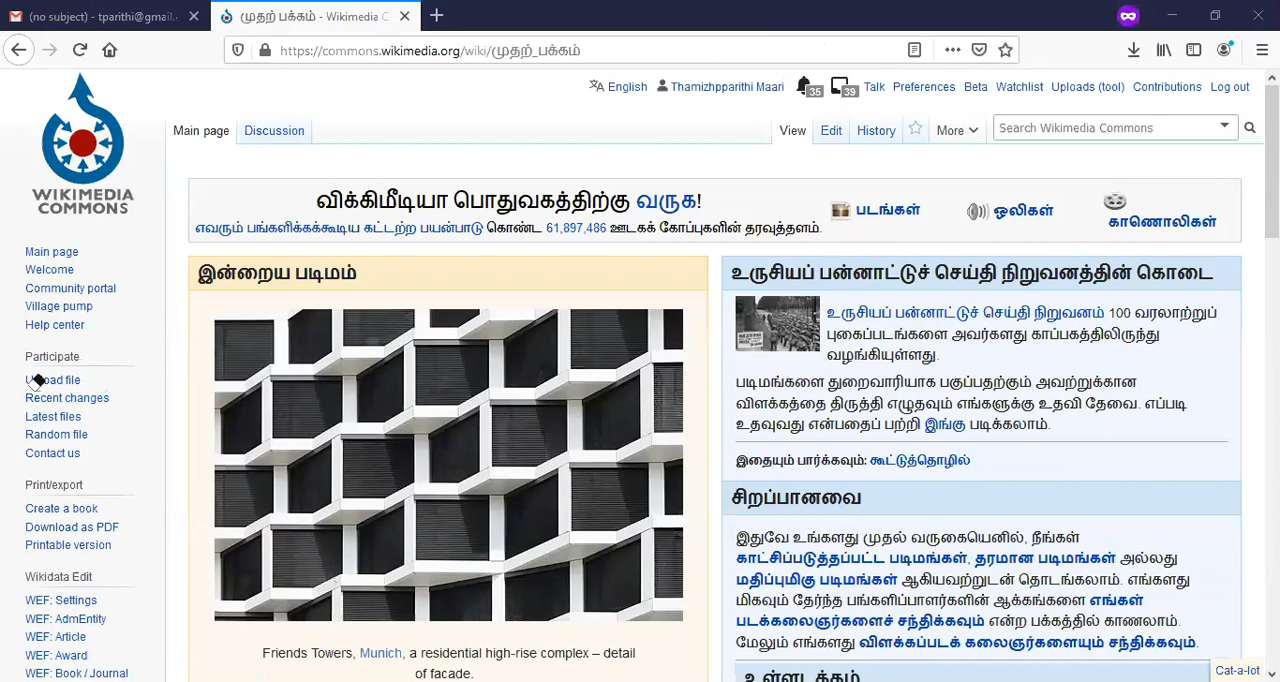 (no subject) - tparithi@gmail.
முதற் பக்கம் - Wikimedia C
https://commons.wikimedia.org/wiki/முதற்_பக்கம்
English Thamizhpparithi Maari 35 39 Talk Preferences Beta Watchlist Uploads (tool) Contributions Log out
Main page Discussion View Edit History More Search Wikimedia Commons
WIKIMEDIA
COMMONS
Main page
Welcome
Community portal
Village pump
Help center
Participate
Upload file
Recent changes
Latest files
Random file
Contact us
Print/export
Create a book
Download as PDF
Printable version
Wikidata Edit
WEF: Settings
WEF: AdmEntity
WEF: Article
WEF: Award
WEF: Book / Journal
விக்கிமீடியா பொதுவகத்திற்கு வருக!
எவரும் பங்களிக்கக்கூடிய கட்டற்ற பயன்பாடு கொண்ட 61,897,486 ஊடகக் கோப்புகளின் தரவுத்தளம்.
படங்கள்
ஒலிகள்
காணொலிகள்
இன்றைய படிமம்
Friends Towers, Munich, a residential high-rise complex – detail
of facade.
உருசியப் பன்னாட்டுச் செய்தி நிறுவனத்தின் கொடை
உருசியப் பன்னாட்டுச் செய்தி நிறுவனம் 100 வரலாற்றுப்
புகைப்படங்களை அவர்களது காப்பகத்திலிருந்து
வழங்கியுள்ளது.
படிமங்களை துறைவாரியாக பகுப்பதற்கும் அவற்றுக்கான
விளக்கத்தை திருத்தி எழுதவும் எங்களுக்கு உதவி தேவை. எப்படி
உதவுவது என்பதைப் பற்றி இங்கு படிக்கலாம்.
இதையும் பார்க்கவும்: கூட்டுத்தொழில்
சிறப்பானவை
இதுவே உங்களது முதல் வருகையெனில், நீங்கள்
காட்சிப்படுத்தப்பட்ட படிமங்கள், தரமான படிமங்கள் அல்லது
மதிப்புமிகு படிமங்கள் ஆகியவற்றுடன் தொடங்கலாம். எங்களது
மிகவும் தேர்ந்த பங்களிப்பாளர்களின் ஆக்கங்களை எங்கள்
படக்கலைஞர்களைச் சந்திக்கவும் என்ற பக்கத்தில் காணலாம்.
மேலும் எங்களது விளக்கப்படக் கலைஞர்களையும் சந்திக்கவும்.
உள்ளடக்கம்
Cat-a-lot